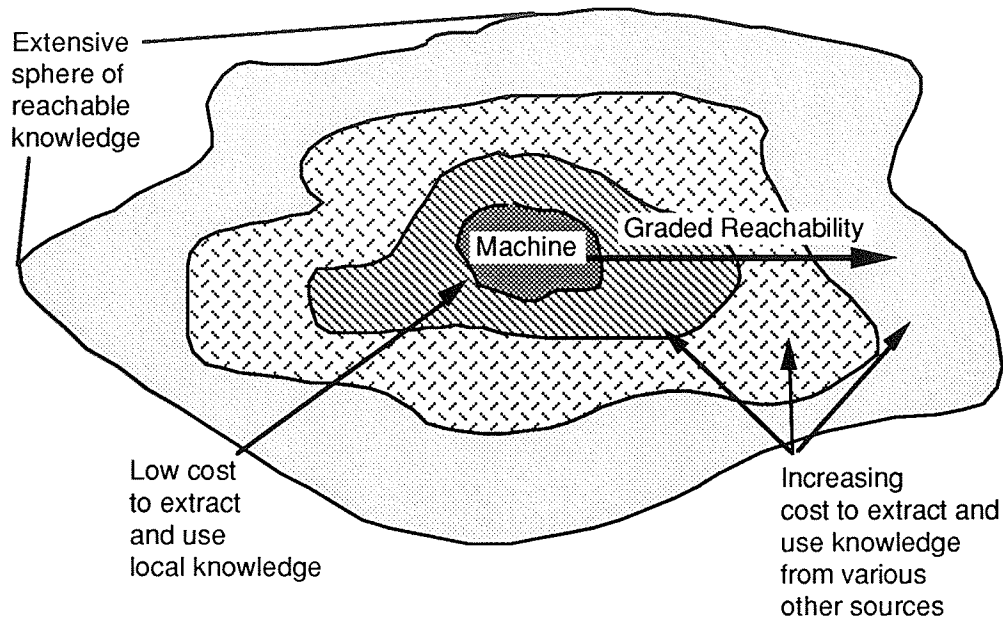 Extensive
sphere of
reachable
knowledge
Machine
Graded Reachability
Low cost
to extract
and use
local knowledge
Increasing
cost to extract and
use knowledge
from various
other sources